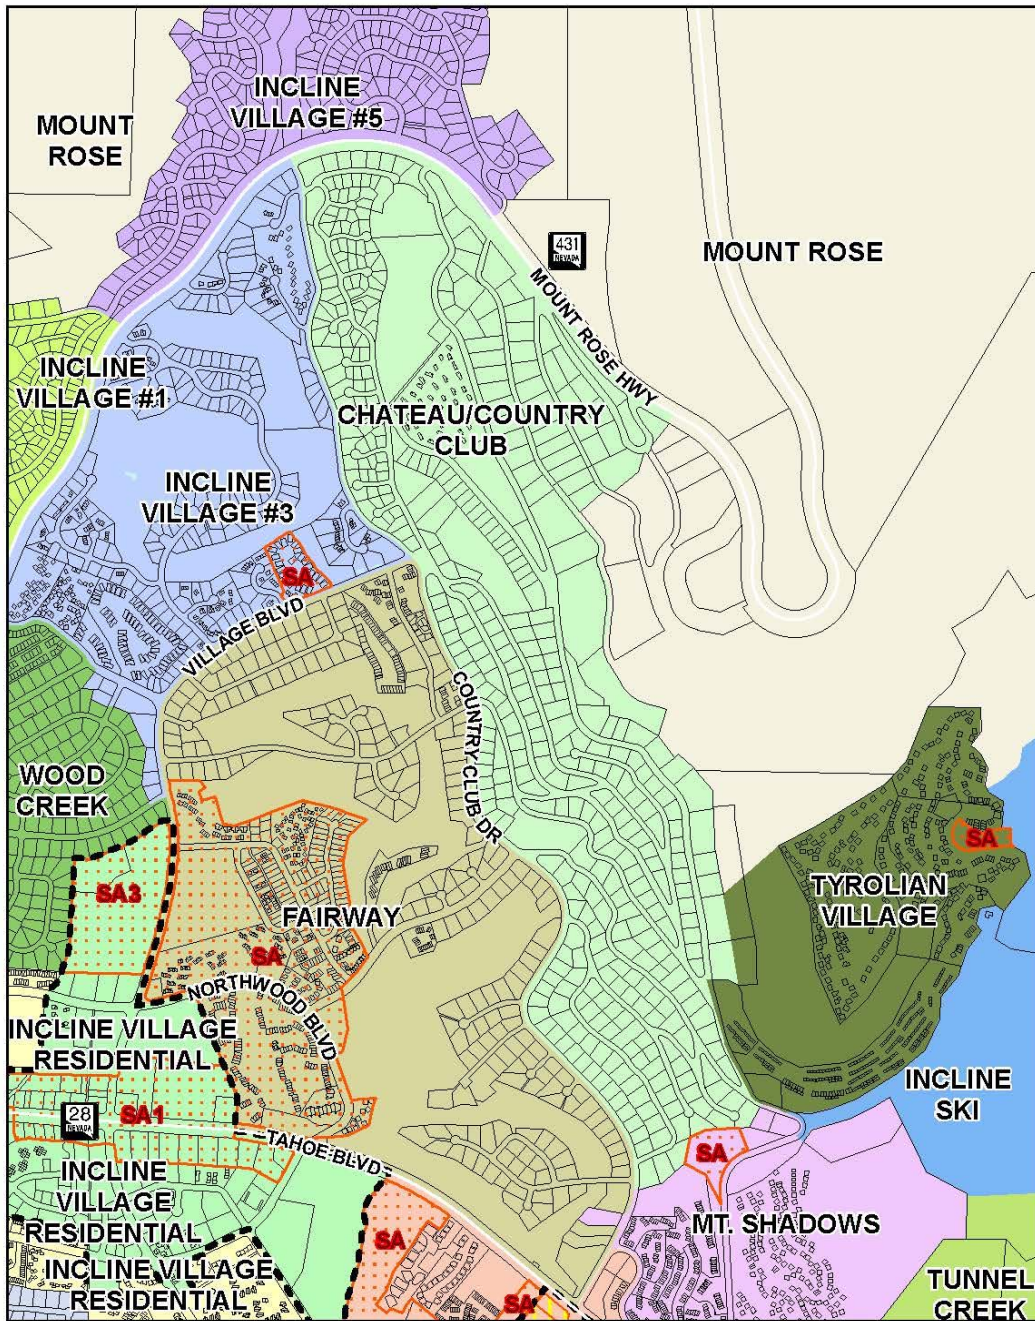 INCLINE
VILLAGE #5
MOUNT
ROSE
431
NEVADA
MOUNT ROSE
MOUNT ROSE HWY
INCLINE
VILLAGE #1
CHATEAU/COUNTRY
CLUB
INCLINE
VILLAGE #3
SA
VILLAGE BLVD
COUNTRY CLUB DR
WOOD
CREEK
SA
SA3
TYROLIAN
VILLAGE
FAIRWAY
SA
NORTHWOOD BLVD
INCLINE VILLAGE
RESIDENTIAL
INCLINE
SKI
28
NEVADA
SA1
TAHOE BLVD
SA
INCLINE
VILLAGE
RESIDENTIAL
MT. SHADOWS
SA
INCLINE VILLAGE
RESIDENTIAL
SA
TUNNEL
CREEK